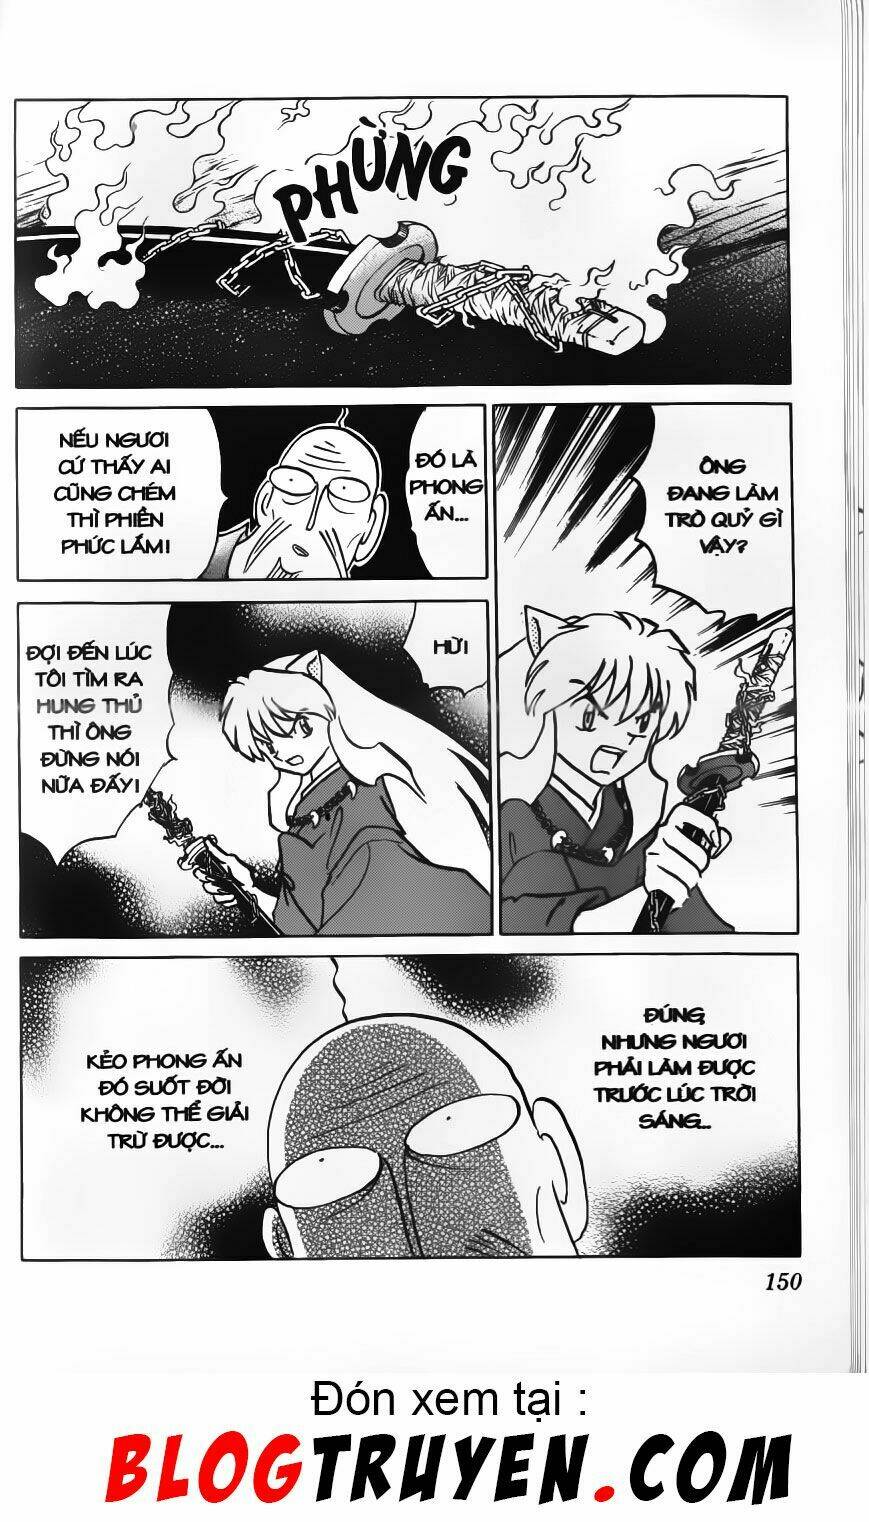 PHÙNG
ÔNG
ĐANG LÀM
TRÒ QUỶ GÌ
VẬY?
ĐÓ LÀ
PHONG
ẤN...
NẾU NGƯƠI
CỨ THẤY AI
CŨNG CHÉM
THÌ PHIỀN
PHỨC LẮM!
HỪ!
ĐỢI ĐẾN LÚC
TÔI TÌM RA
HUNG THỦ
THÌ ÔNG
ĐỪNG NÓI
NỮA ĐẤY!
ĐÚNG,
NHƯNG NGƯƠI
PHẢI LÀM ĐƯỢC
TRƯỚC LÚC TRỜI
SÁNG...
KẺO PHONG ẤN
ĐÓ SUỐT ĐỜI
KHÔNG THỂ GIẢI
TRỪ ĐƯỢC...
150
Đón xem tại :
BLOGTRUYEN.COM